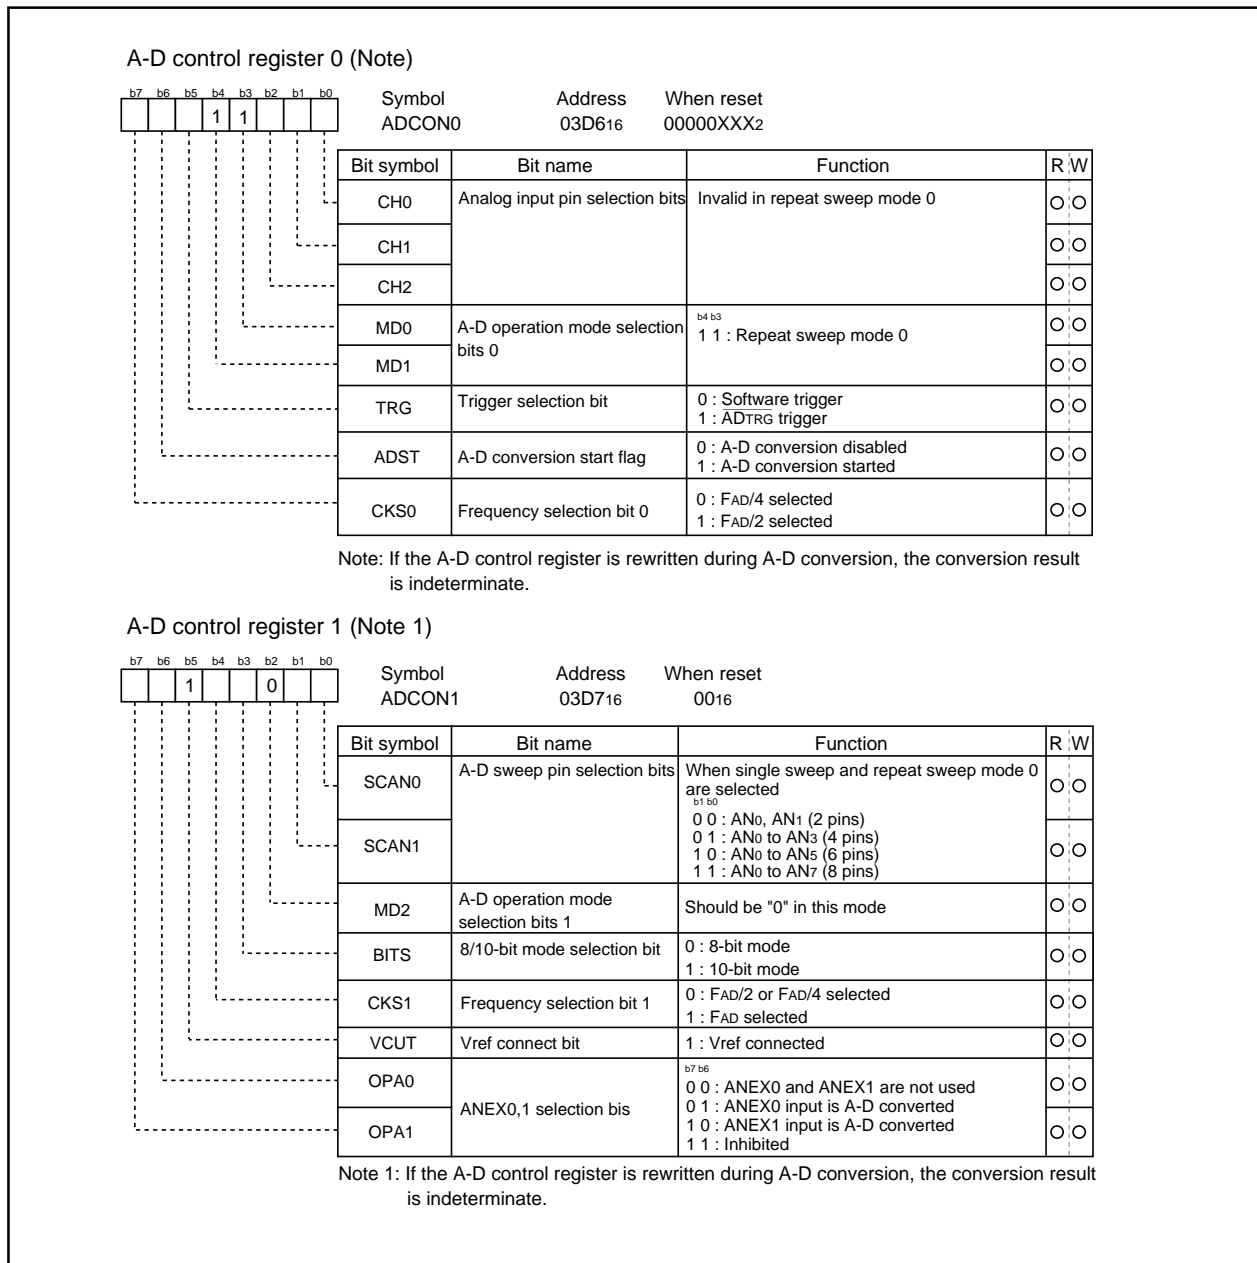 A-D control register 0 (Note)
b7 b6 b5 b4 b3 b2 b1 b0
1 1
Symbol Address When reset
ADCON0 03D616 00000XXX2
Bit symbol Bit name Function R W
CH0 Analog input pin selection bits Invalid in repeat sweep mode 0 O O
CH1 O O
CH2 O O
MD0 A-D operation mode selection bits 0 b4 b3 O O
1 1 : Repeat sweep mode 0
MD1 O O
TRG Trigger selection bit 0 : Software trigger O O
1 : ADTRG trigger
ADST A-D conversion start flag 0 : A-D conversion disabled O O
1 : A-D conversion started
CKS0 Frequency selection bit 0 0 : FAD/4 selected O O
1 : FAD/2 selected
Note: If the A-D control register is rewritten during A-D conversion, the conversion result
is indeterminate.
A-D control register 1 (Note 1)
b7 b6 b5 b4 b3 b2 b1 b0
1 0
Symbol Address When reset
ADCON1 03D716 0016
Bit symbol Bit name Function R W
SCAN0 A-D sweep pin selection bits When single sweep and repeat sweep mode 0 O O
are selected
b1 b0
0 0 : AN0, AN1 (2 pins)
0 1 : AN0 to AN3 (4 pins)
SCAN1 1 0 : AN0 to AN5 (6 pins) O O
1 1 : AN0 to AN7 (8 pins)
MD2 A-D operation mode Should be "0" in this mode O O
selection bits 1
BITS 8/10-bit mode selection bit 0 : 8-bit mode O O
1 : 10-bit mode
CKS1 Frequency selection bit 1 0 : FAD/2 or FAD/4 selected O O
1 : FAD selected
VCUT Vref connect bit 1 : Vref connected O O
OPA0 ANEX0,1 selection bis b7 b6 O O
0 0 : ANEX0 and ANEX1 are not used
0 1 : ANEX0 input is A-D converted
OPA1 1 0 : ANEX1 input is A-D converted O O
1 1 : Inhibited
Note 1: If the A-D control register is rewritten during A-D conversion, the conversion result
is indeterminate.